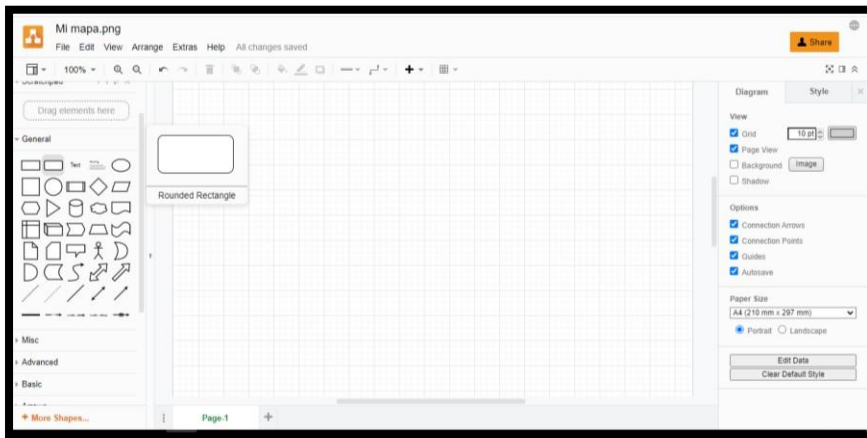 Mi mapa.png
File Edit View Arrange Extras Help All changes saved
Share
100%
Scratchpad
Drag elements here
General
Text
Rounded Rectangle
Misc
Advanced
Basic
+ More Shapes...
Page-1
Diagram Style
View
Grid 10 pt
Page View
Background Image
Shadow
Options
Connection Arrows
Connection Points
Guides
Autosave
Paper Size
A4 (210 mm x 297 mm)
Portrait Landscape
Edit Data
Clear Default Style